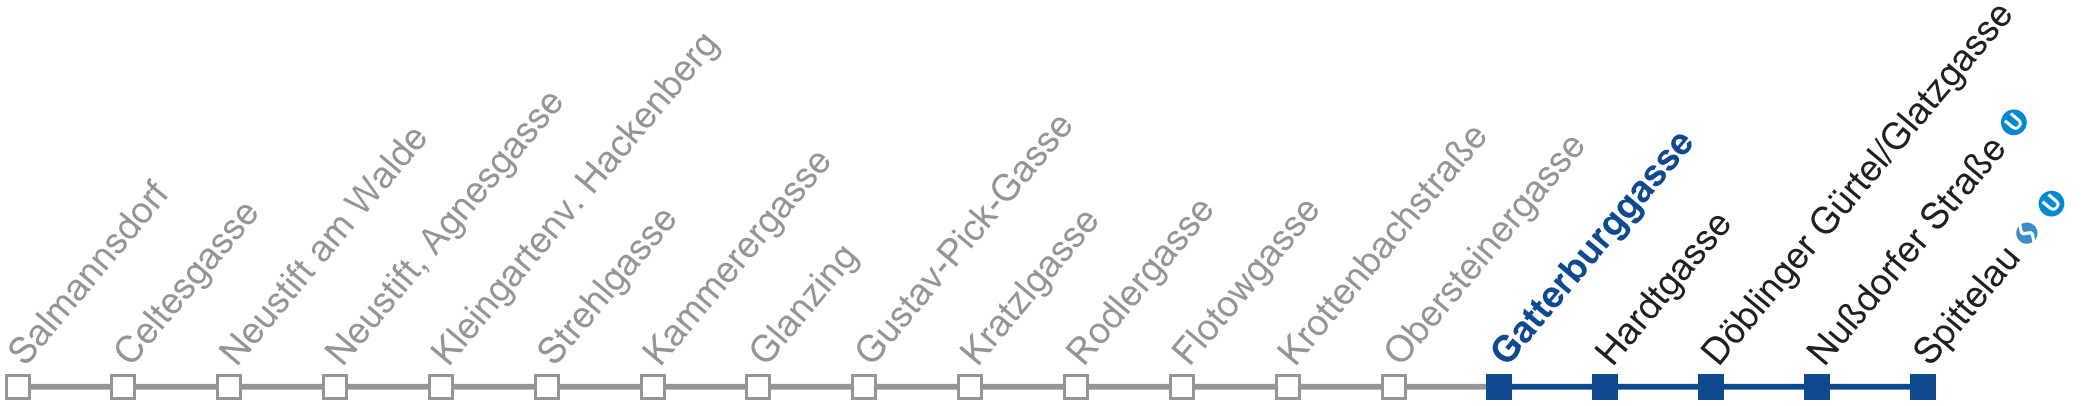 Salmannsdorf
Celtesgasse
Neustift am Walde
Neustift, Agnesgasse
Kleingartenv. Hackenberg
Strehlgasse
Kammerergasse
Glanzing
Gustav-Pick-Gasse
Kratzlgasse
Rodlergasse
Flotowgasse
Krottenbachstraße
Obersteinergasse
Gatterburggasse
Hardtgasse
Döblinger Gürtel/Glatzgasse
Nußdorfer Straße U
Spittelau S U